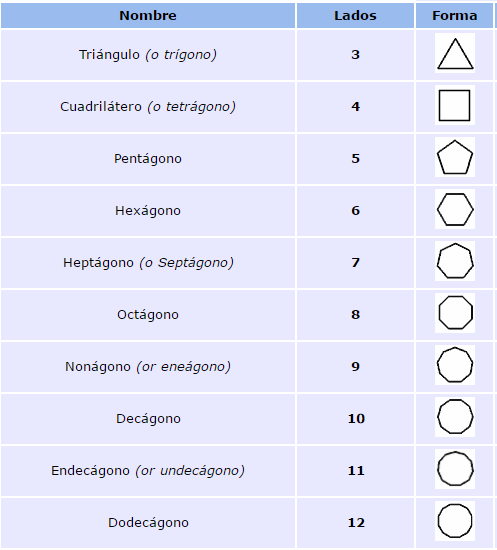 Nombre Lados Forma
Triángulo (o trígono) 3
Cuadrilátero (o tetrágono) 4
Pentágono 5
Hexágono 6
Heptágono (o Septágono) 7
Octágono 8
Nonágono (or eneágono) 9
Decágono 10
Endecágono (or undecágono) 11
Dodecágono 12